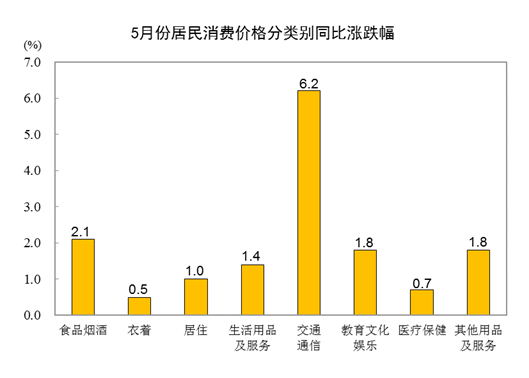 5月份居民消费价格分类别同比涨跌幅
(%)
7.0
6.0
5.0
4.0
3.0
2.0
1.0
0.0
2.1
0.5
1.0
1.4
6.2
1.8
0.7
1.8
食品烟酒
衣着
居住
生活用品
及服务
交通
通信
教育文化
娱乐
医疗保健
其他用品
及服务